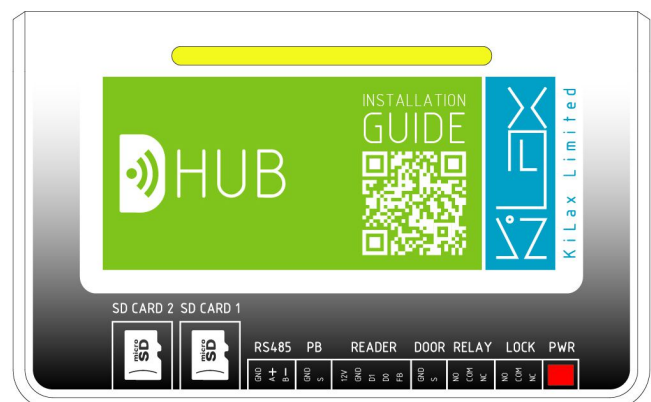 INSTALLATION
GUIDE
D HUB
KiLAX
KiLax Limited
SD CARD 2 SD CARD 1
micro SD
micro SD
RS485 PB READER DOOR RELAY LOCK PWR
GND A+ B- GND S 12V GND D1 D0 FB GND S NO COM NC NO COM NC